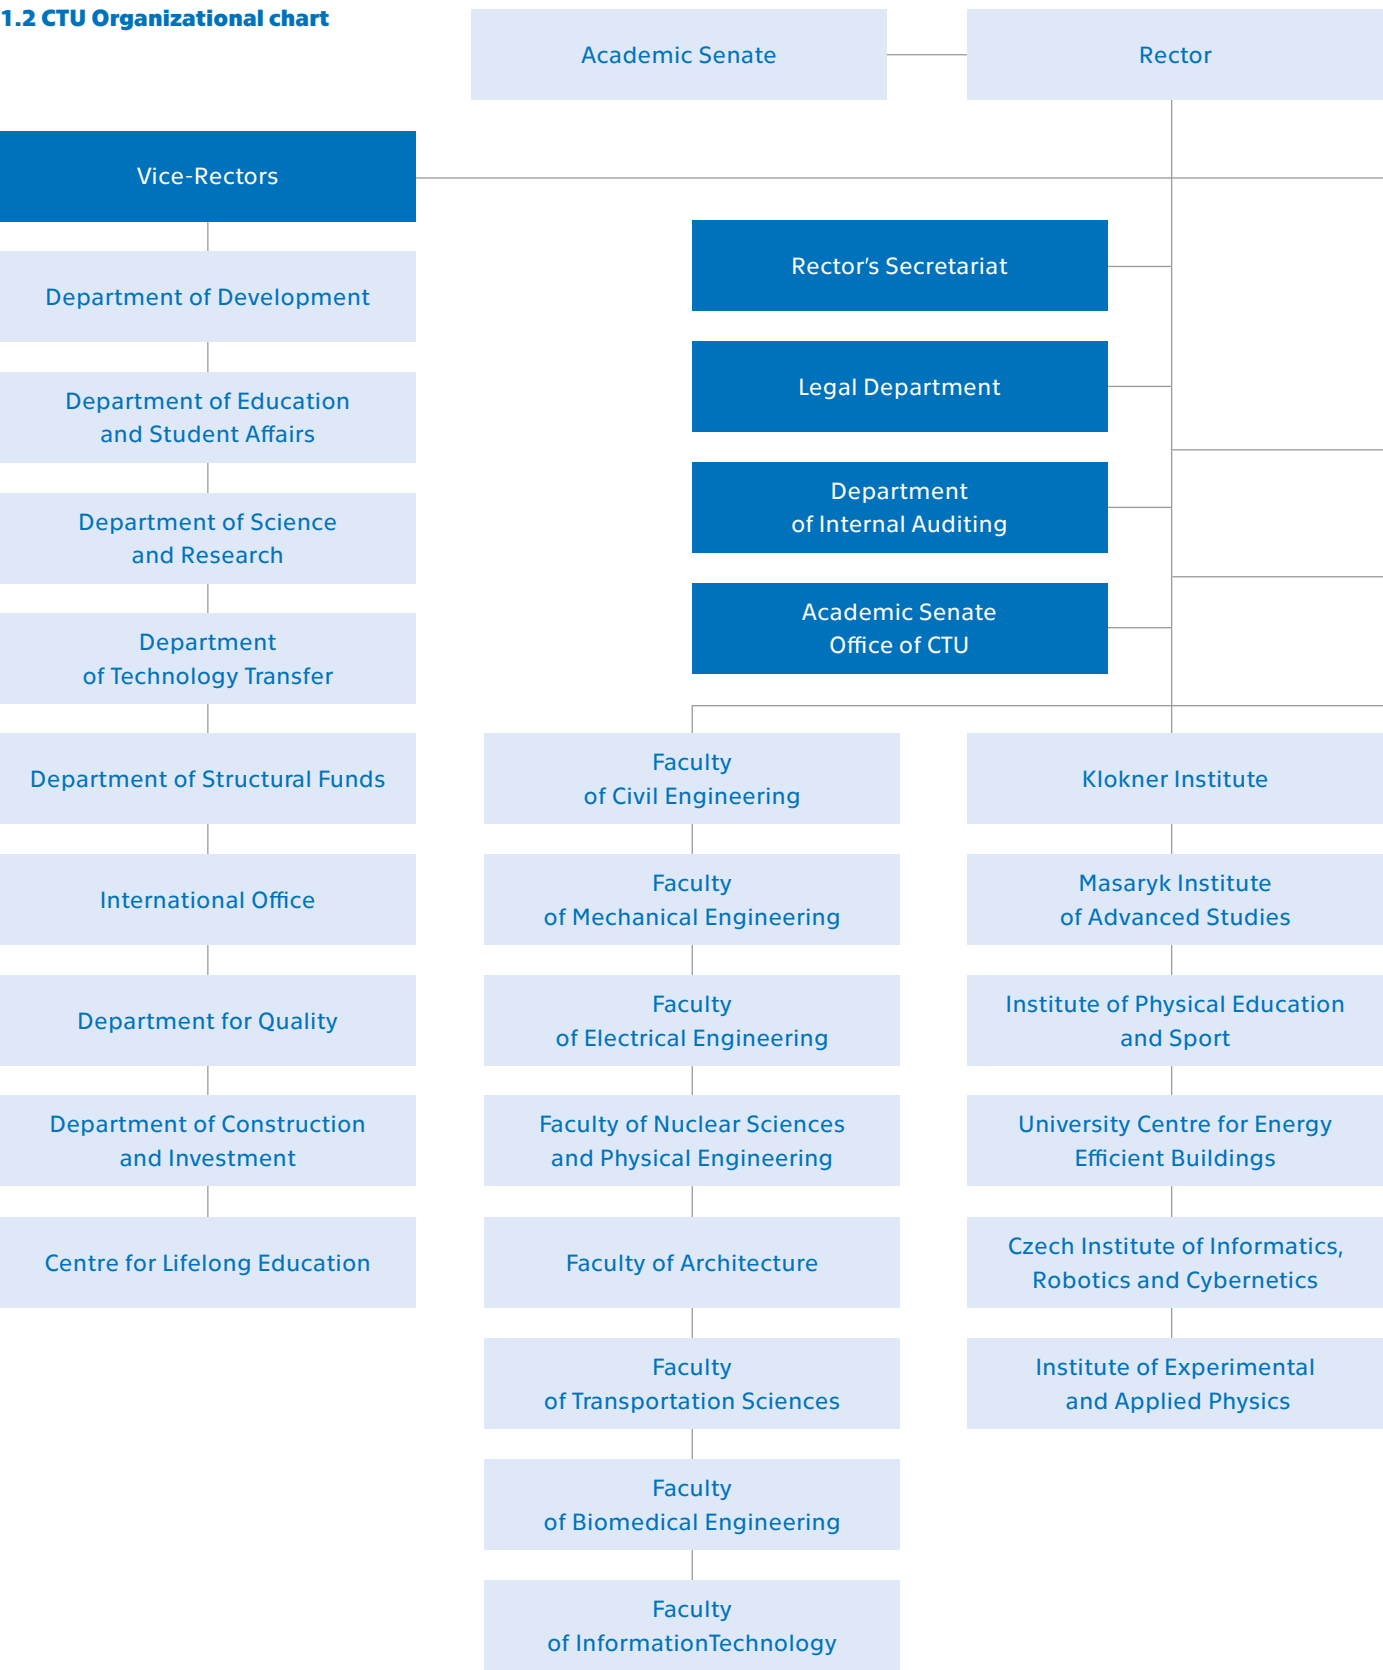 1.2 CTU Organizational chart
Academic Senate
Rector
Vice-Rectors
Department of Development
Department of Education
and Student Affairs
Department of Science
and Research
Department
of Technology Transfer
Department of Structural Funds
International Office
Department for Quality
Department of Construction
and Investment
Centre for Lifelong Education
Rector's Secretariat
Legal Department
Department
of Internal Auditing
Academic Senate
Office of CTU
Faculty
of Civil Engineering
Faculty
of Mechanical Engineering
Faculty
of Electrical Engineering
Faculty of Nuclear Sciences
and Physical Engineering
Faculty of Architecture
Faculty
of Transportation Sciences
Faculty
of Biomedical Engineering
Faculty
of InformationTechnology
Klokner Institute
Masaryk Institute
of Advanced Studies
Institute of Physical Education
and Sport
University Centre for Energy
Efficient Buildings
Czech Institute of Informatics,
Robotics and Cybernetics
Institute of Experimental
and Applied Physics